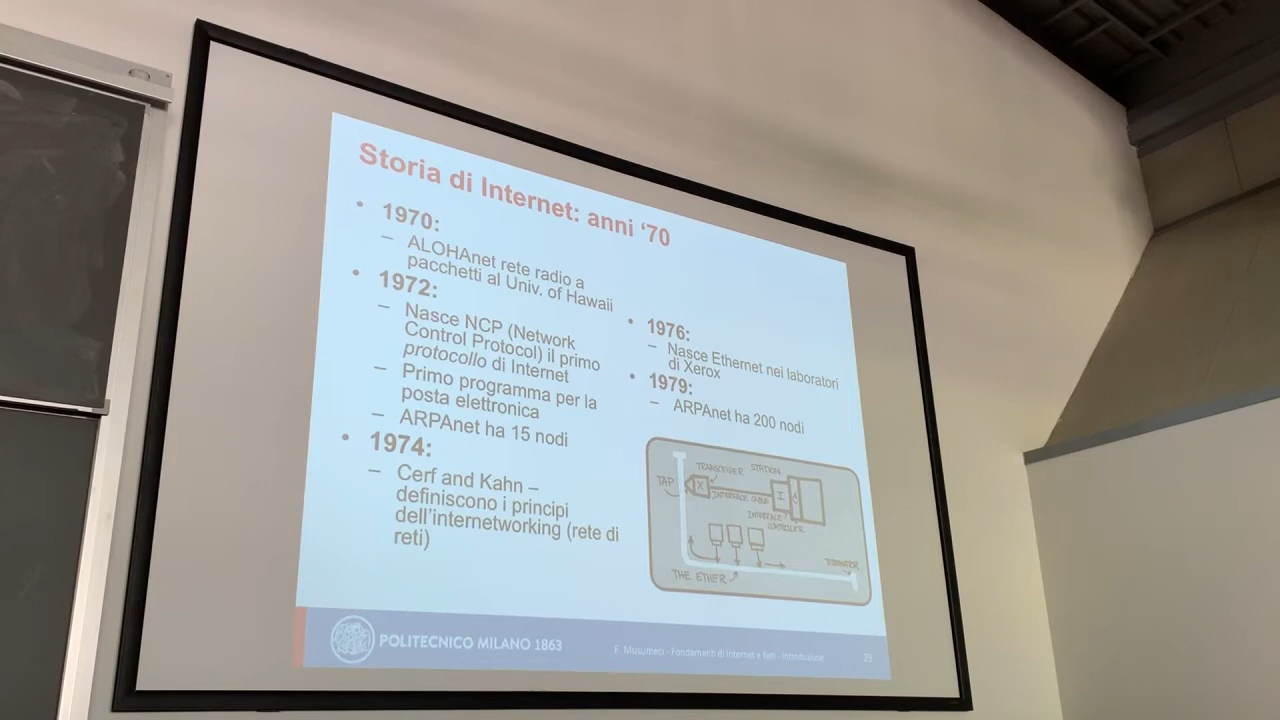 Storia di Internet: anni ‘70
• 1970:
– ALOHAnet rete radio a
pacchetti al Univ. of Hawaii
• 1972:
– Nasce NCP (Network
Control Protocol) il primo
protocollo di Internet
– Primo programma per la
posta elettronica
– ARPAnet ha 15 nodi
• 1974:
– Cerf and Kahn –
definiscono i principi
dell’internetworking (rete di
reti)
• 1976:
– Nasce Ethernet nei laboratori
di Xerox
• 1979:
– ARPAnet ha 200 nodi
TRANSCEIVER
STATION
TAP
X
INTERFACE CABLE
I
INTERFACE
CONTROLLER
THE ETHER
TERMINATOR
POLITECNICO MILANO 1863
F. Musumeci - Fondamenti di Internet e Reti - Introduzione